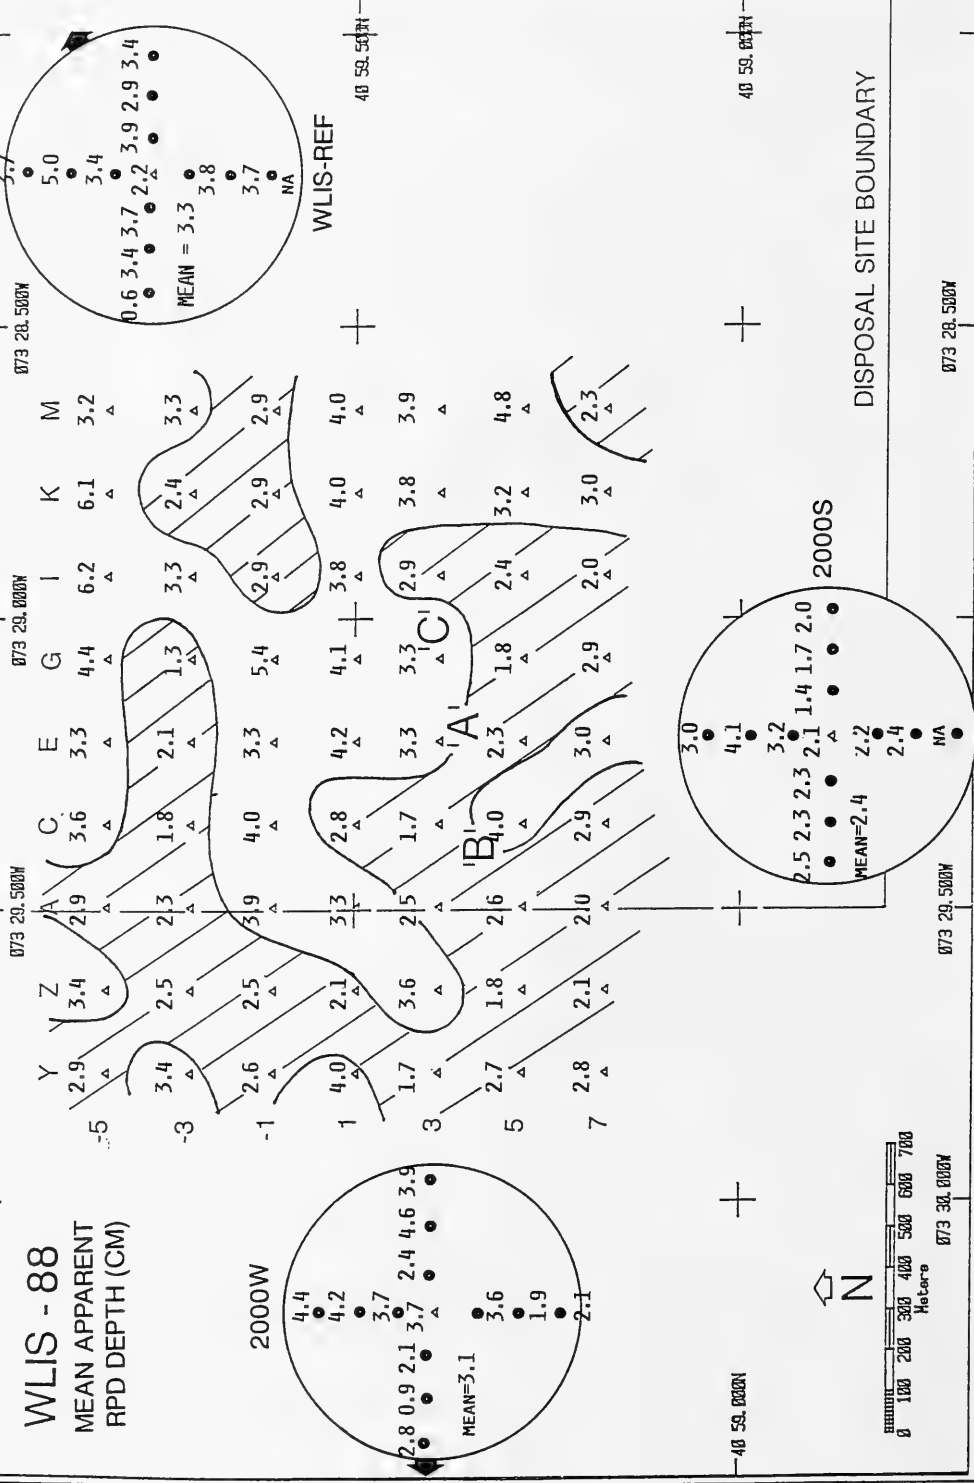 WLIS - 88
MEAN APPARENT
RPD DEPTH (CM)
073 29.500W
073 29.000W
073 28.500W
Y Z A C E G I K M
-5 2.9 3.4 2.9 3.6 3.3 4.4 6.2 6.1 3.2
-3 3.4 2.5 2.3 1.8 2.1 1.3 3.3 2.4 3.3
-1 2.6 2.5 3.9 4.0 3.3 5.4 2.9 2.9 2.9
1 4.0 2.1 3.3 2.8 4.2 4.1 3.8 4.0 4.0
3 1.7 3.6 2.5 1.7 3.3 3.3 2.9 3.8 3.9
5 2.7 1.8 2.6 4.0 2.3 1.8 2.4 3.2 4.8
7 2.8 2.1 2.0 2.9 3.0 2.9 2.0 3.0 2.3
'A'
'B'
'C'
2000W
4.4
4.2
3.7
2.8 0.9 2.1 3.7 2.4 4.6 3.9
3.6
1.9
2.1
MEAN=3.1
3.7
5.0
3.4
0.6 3.4 3.7 2.2 3.9 2.9 3.4
3.8
3.7
NA
MEAN = 3.3
WLIS-REF
2000S
3.0
4.1
3.2
2.5 2.3 2.3 2.1 1.4 1.7 2.0
2.2
2.4
NA
MEAN=2.4
40 59.000N
DISPOSAL SITE BOUNDARY
N
0 100 200 300 400 500 600 700
Meters
073 30.000W
073 29.500W
073 28.500W